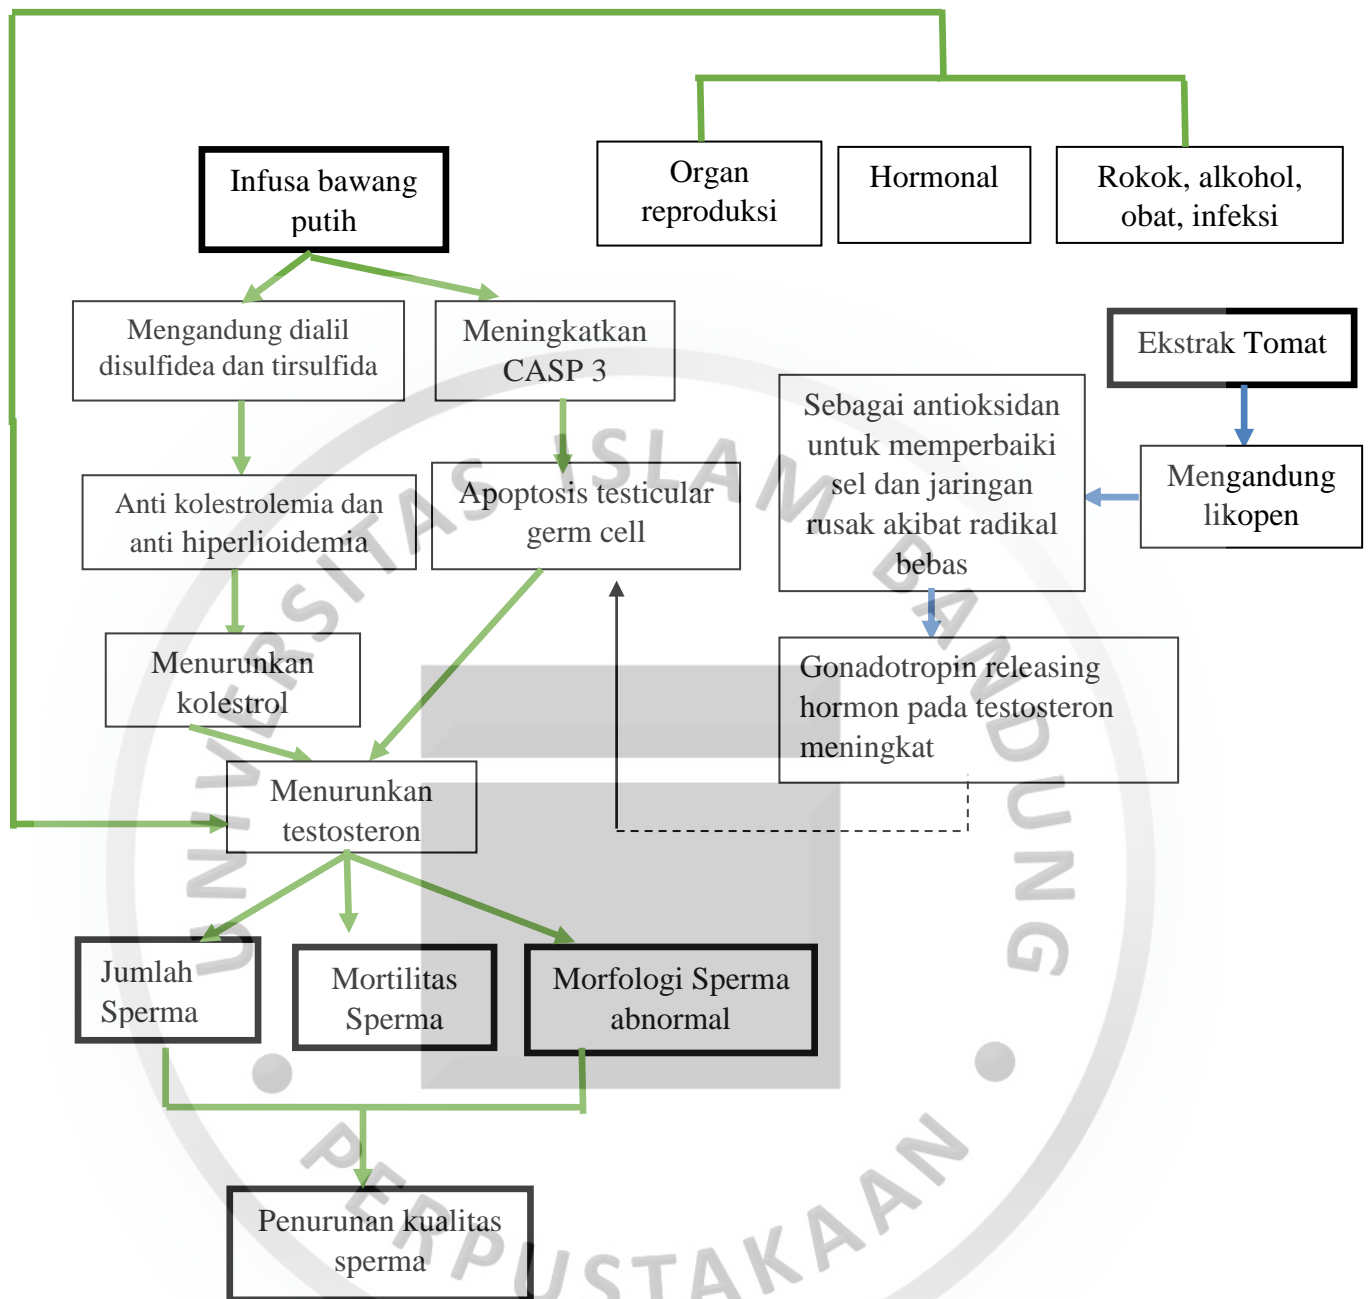 Organ
reproduksi
Hormonal
Rokok, alkohol,
obat, infeksi
Infusa bawang
putih
Mengandung dialil
disulfidea dan tirsulfida
Meningkatkan
CASP 3
Ekstrak Tomat
Sebagai antioksidan
untuk memperbaiki
sel dan jaringan
rusak akibat radikal
bebas
Mengandung
likopen
Anti kolestrolemia dan
anti hiperlioidemia
Apoptosis testicular
germ cell
Menurunkan
kolestrol
Gonadotropin releasing
hormon pada testosteron
meningkat
Menurunkan
testosteron
Jumlah
Sperma
Mortilitas
Sperma
Morfologi Sperma
abnormal
Penurunan kualitas
sperma
UNIVERSITAS ISLAM BANDUNG
PERPUSTAKAAN